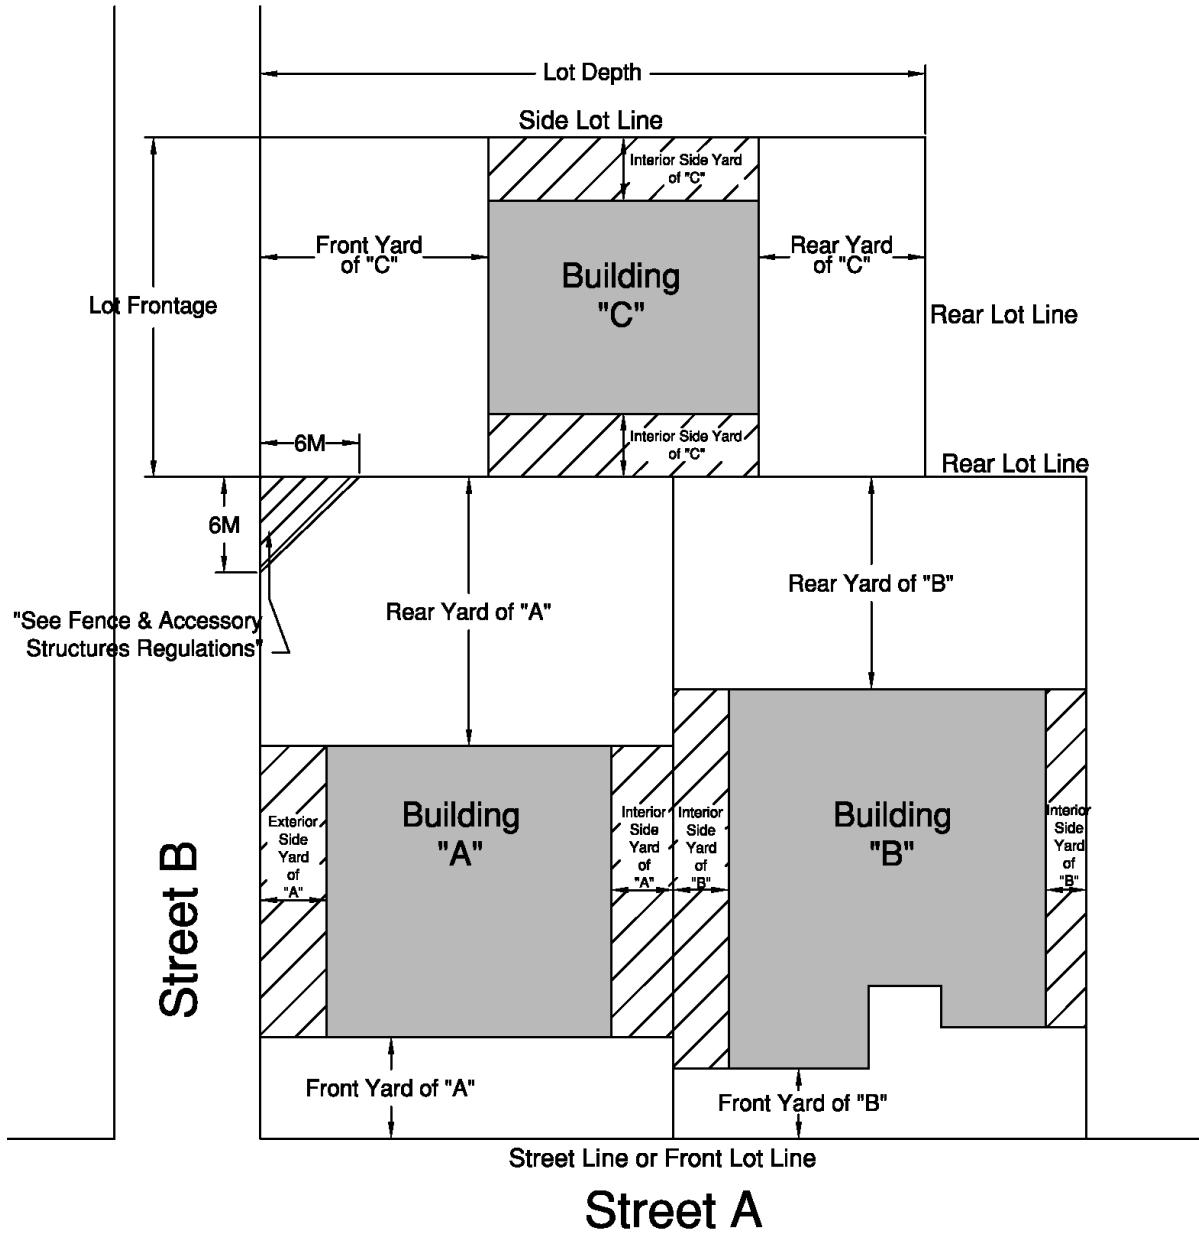 Lot Depth
Side Lot Line
Interior Side Yard
of "C"
Front Yard
of "C"
Building
"C"
Rear Yard
of "C"
Lot Frontage
Rear Lot Line
Interior Side Yard
of "C"
6M
Rear Lot Line
6M
"See Fence & Accessory
Structures Regulations"
Rear Yard of "A"
Rear Yard of "B"
Exterior
Side
Yard
of
"A"
Building
"A"
Interior
Side
Yard
of
"A"
Interior
Side
Yard
of
"B"
Building
"B"
Interior
Side
Yard
of
"B"
Street B
Front Yard of "A"
Front Yard of "B"
Street Line or Front Lot Line
Street A